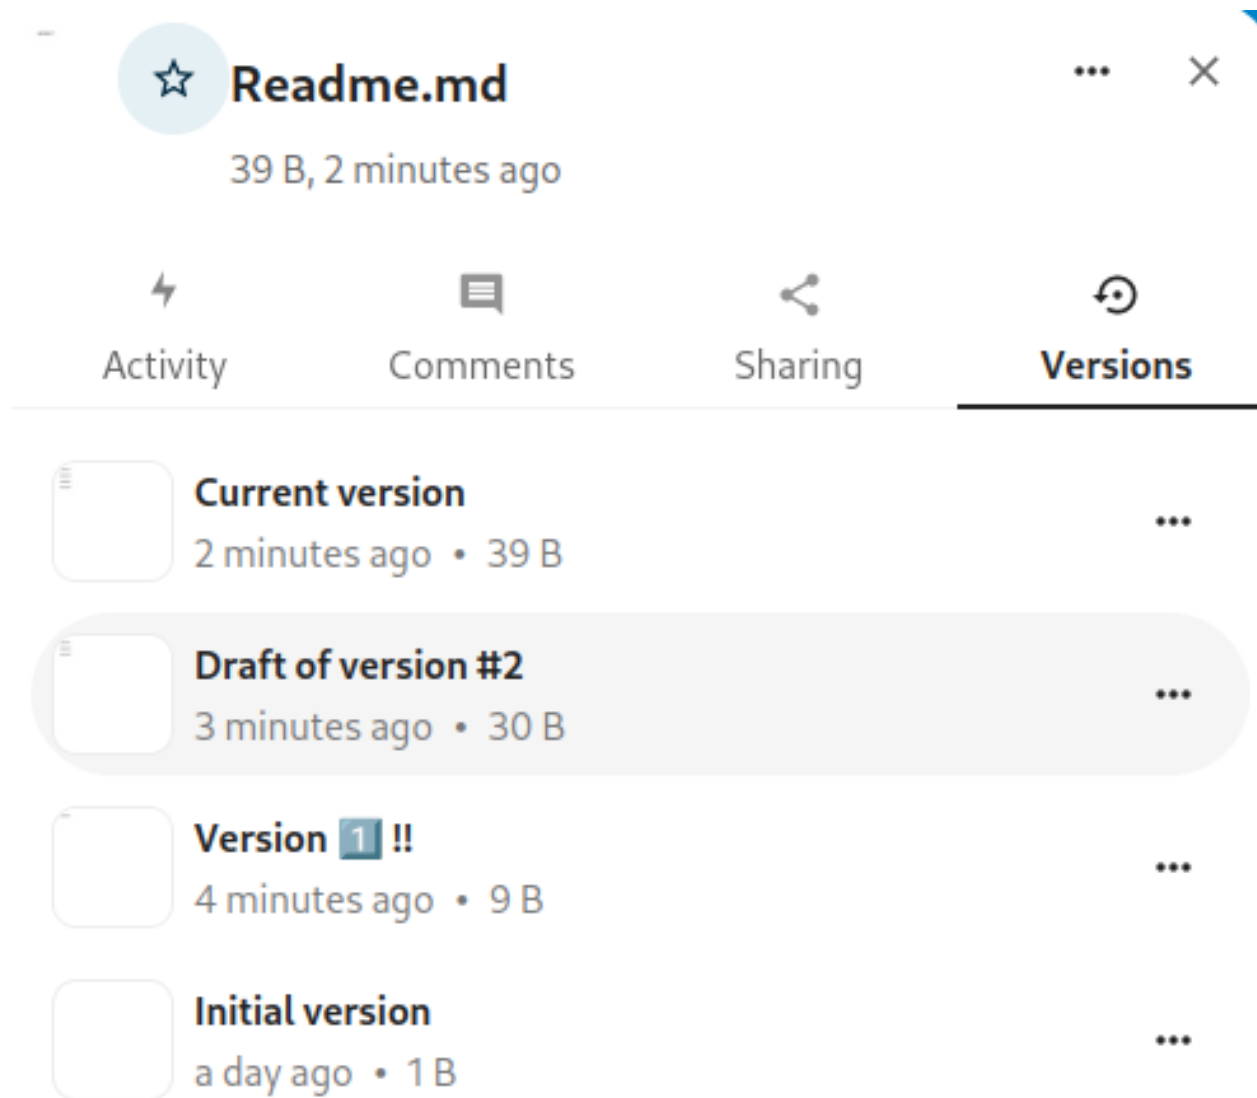 Readme.md
39 B, 2 minutes ago
Activity Comments Sharing Versions
Current version
2 minutes ago • 39 B
Draft of version #2
3 minutes ago • 30 B
Version 1️⃣ !!
4 minutes ago • 9 B
Initial version
a day ago • 1 B